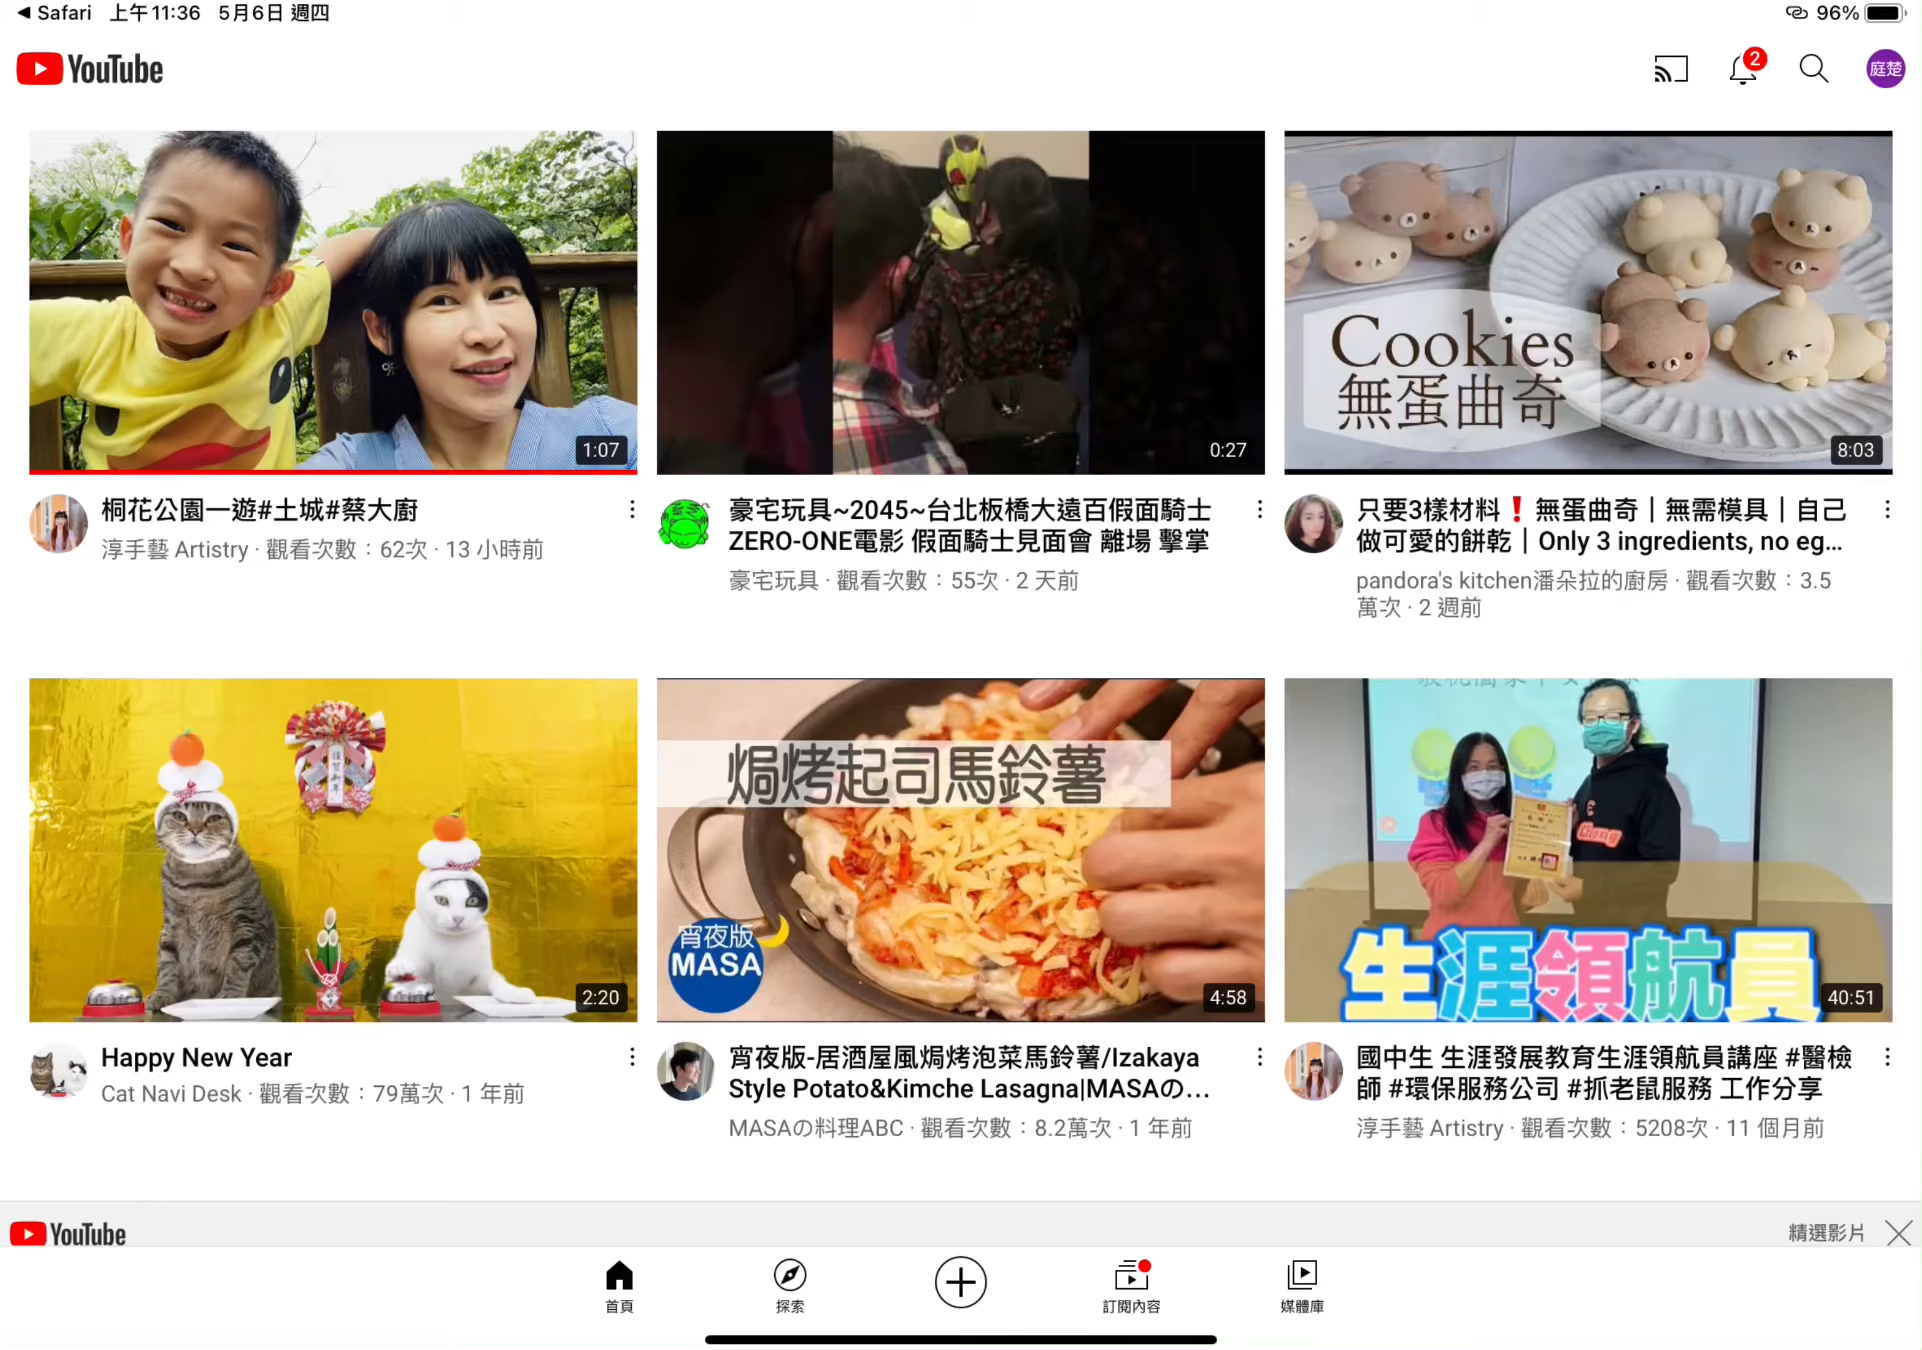 Safari 上午11:36 5月6日 週四
96%
YouTube
2
庭楚
1:07
0:27
Cookies
無蛋曲奇
8:03
桐花公園一遊#土城#蔡大廚
淳手藝 Artistry · 觀看次數：62次 · 13 小時前
豪宅玩具~2045~台北板橋大遠百假面騎士
ZERO-ONE電影 假面騎士見面會 離場 擊掌
豪宅玩具 · 觀看次數：55次 · 2 天前
只要3樣材料❗無蛋曲奇｜無需模具｜自己
做可愛的餅乾｜Only 3 ingredients, no eg...
pandora's kitchen潘朵拉的廚房 · 觀看次數：3.5
萬次 · 2 週前
2:20
焗烤起司馬鈴薯
宵夜版
MASA
4:58
Chong
生涯領航員
40:51
Happy New Year
Cat Navi Desk · 觀看次數：79萬次 · 1 年前
宵夜版-居酒屋風焗烤泡菜馬鈴薯/Izakaya
Style Potato&Kimche Lasagna|MASAの...
MASAの料理ABC · 觀看次數：8.2萬次 · 1 年前
國中生 生涯發展教育生涯領航員講座 #醫檢
師 #環保服務公司 #抓老鼠服務 工作分享
淳手藝 Artistry · 觀看次數：5208次 · 11 個月前
YouTube
精選影片
首頁
探索
訂閱內容
媒體庫